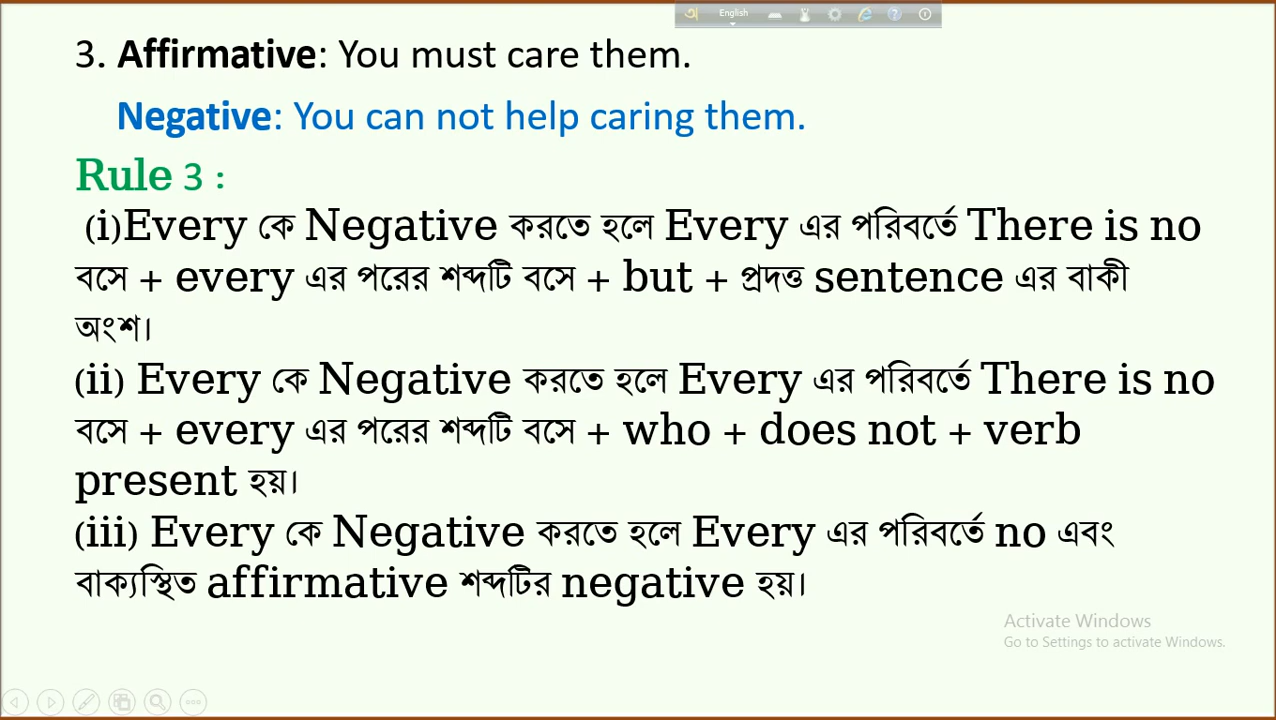 অ English
3. Affirmative: You must care them.
Negative: You can not help caring them.
Rule 3 :
(i)Every কে Negative করতে হলে Every এর পরিবর্তে There is no
বসে + every এর পরের শব্দটি বসে + but + প্রদত্ত sentence এর বাকী
অংশ।
(ii) Every কে Negative করতে হলে Every এর পরিবর্তে There is no
বসে + every এর পরের শব্দটি বসে + who + does not + verb
present হয়।
(iii) Every কে Negative করতে হলে Every এর পরিবর্তে no এবং
বাক্যস্থিত affirmative শব্দটির negative হয়।
Activate Windows
Go to Settings to activate Windows.